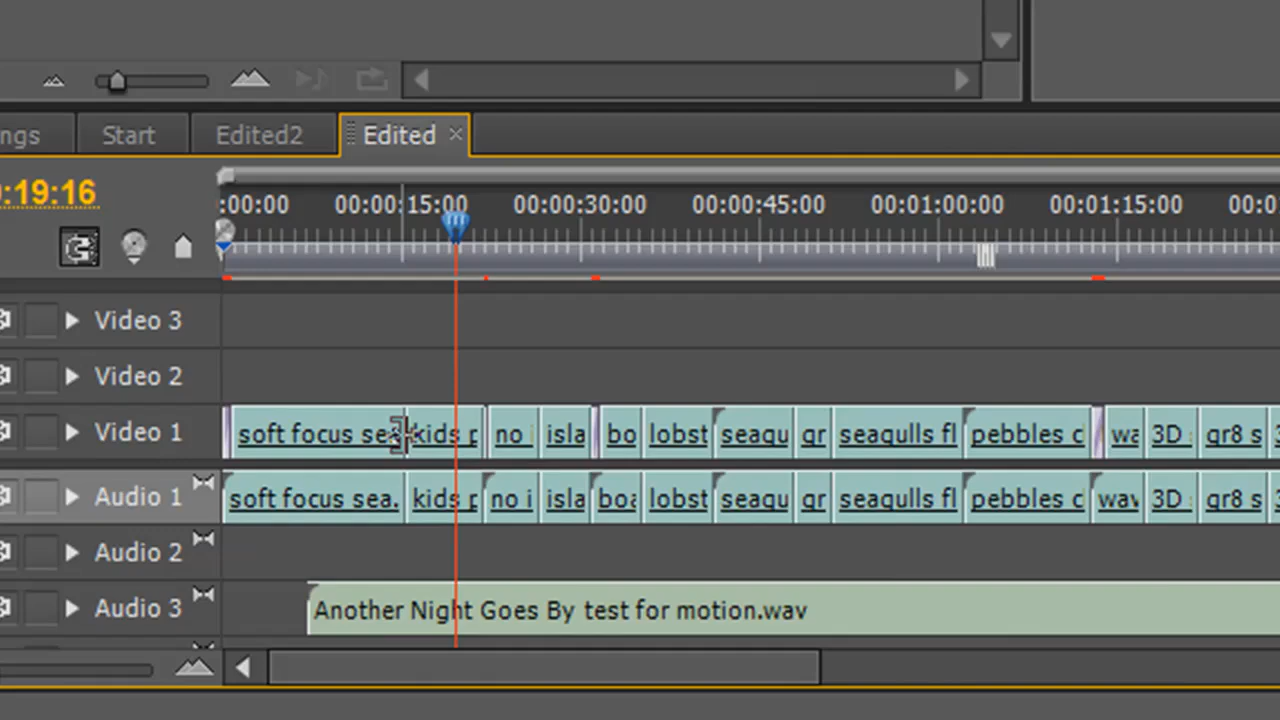 ngs Start Edited2 Edited ×
:19:16 :00:00 00:00:15:00 00:00:30:00 00:00:45:00 00:01:00:00 00:01:15:00 00:0
Video 3
Video 2
Video 1 soft focus sea kids p no isla bo lobst seagu gr seagulls fl pebbles c wa 3D gr8 s
Audio 1 soft focus sea. kids p no i isla boa lobst seagu gr seagulls fl pebbles c wav 3D gr8 s
Audio 2
Audio 3 Another Night Goes By test for motion.wav